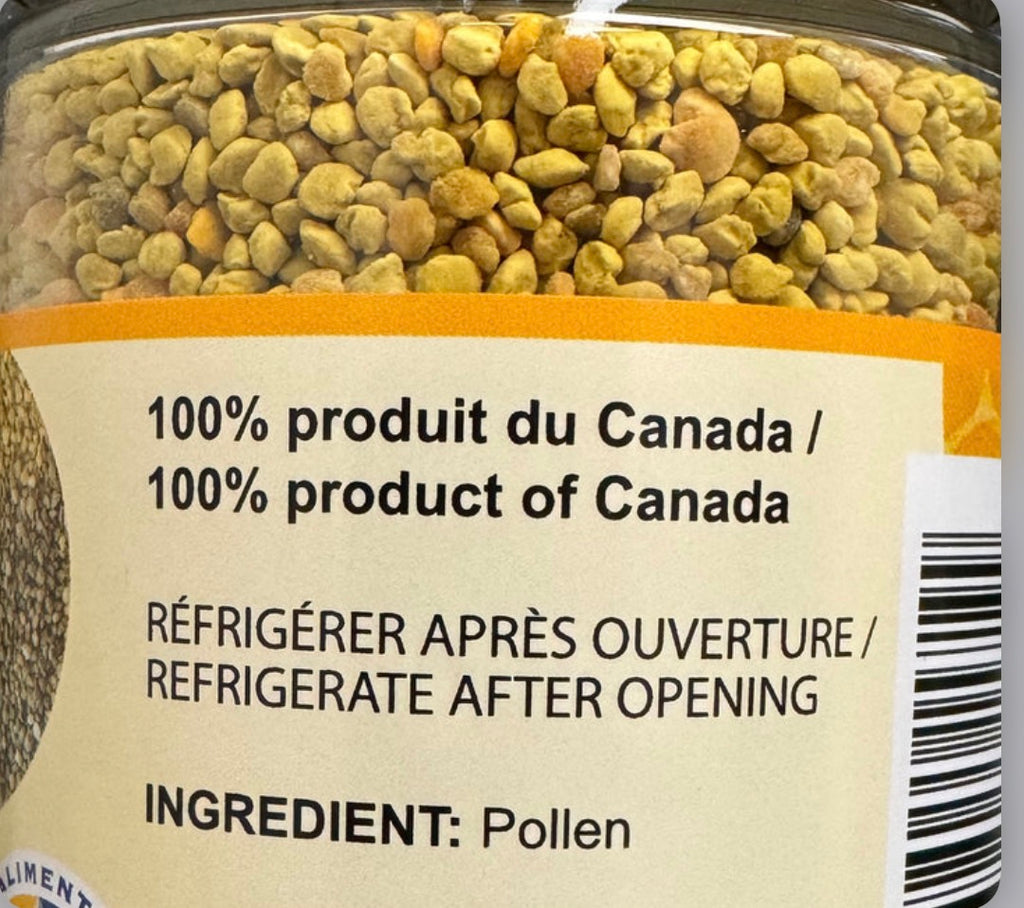 100% produit du Canada /
100% product of Canada
RÉFRIGÉRER APRÈS OUVERTURE /
REFRIGERATE AFTER OPENING
INGREDIENT: Pollen